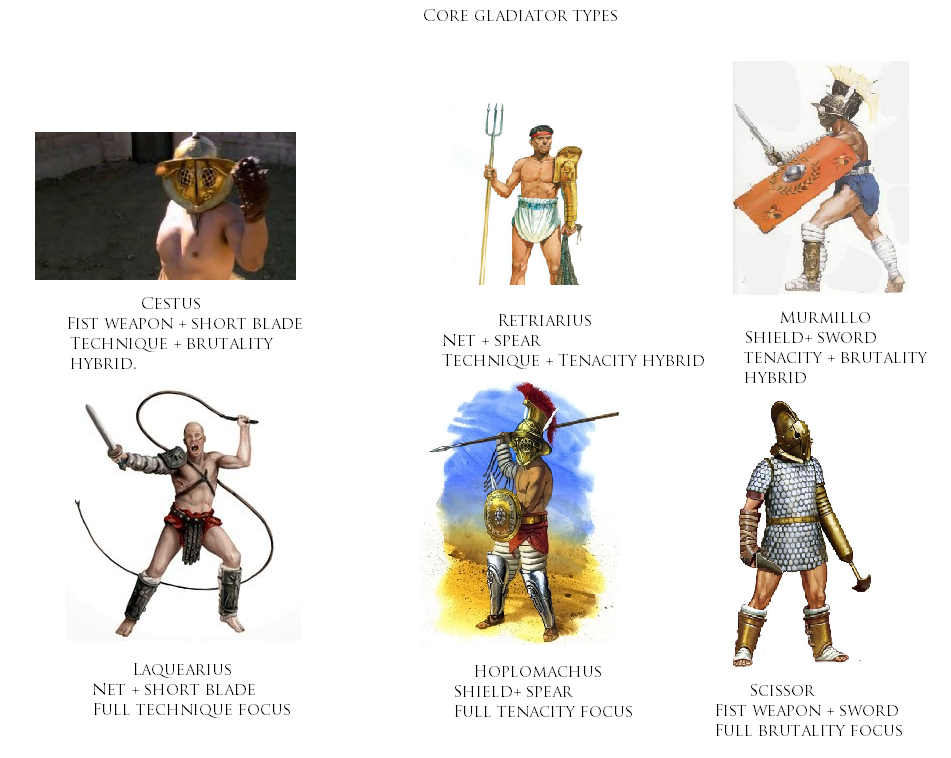 Core gladiator types
Cestus
Fist weapon + short blade
Technique + brutality
hybrid.
Retriarius
Net + spear
Technique + Tenacity hybrid
Murmillo
Shield+ sword
tenacity + brutality
hybrid
Laquearius
Net + short blade
Full technique focus
Hoplomachus
Shield+ spear
Full tenacity focus
Scissor
Fist weapon + sword
Full brutality focus